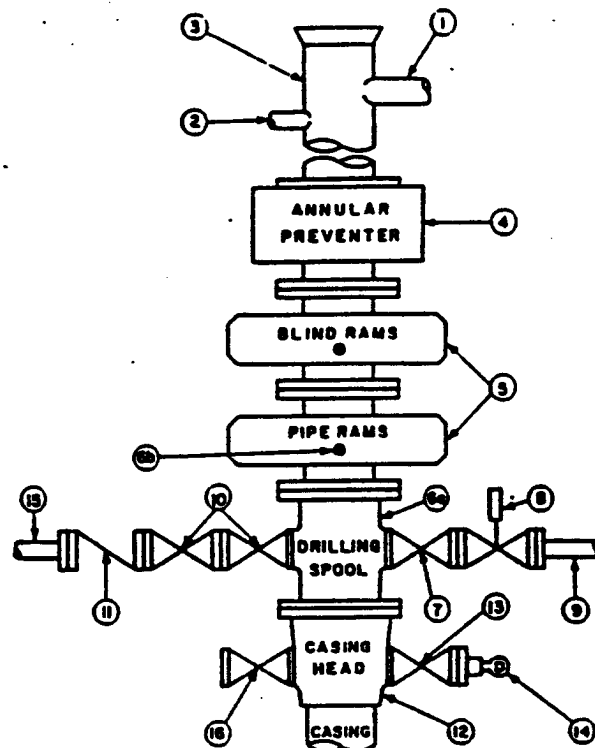 3
1
2
ANNULAR
PREVENTER
4
BLIND RAMS
5
PIPE RAMS
6b
6a
8
15
10
DRILLING
SPOOL
11
7
9
13
CASING
HEAD
16
12
14
CASING